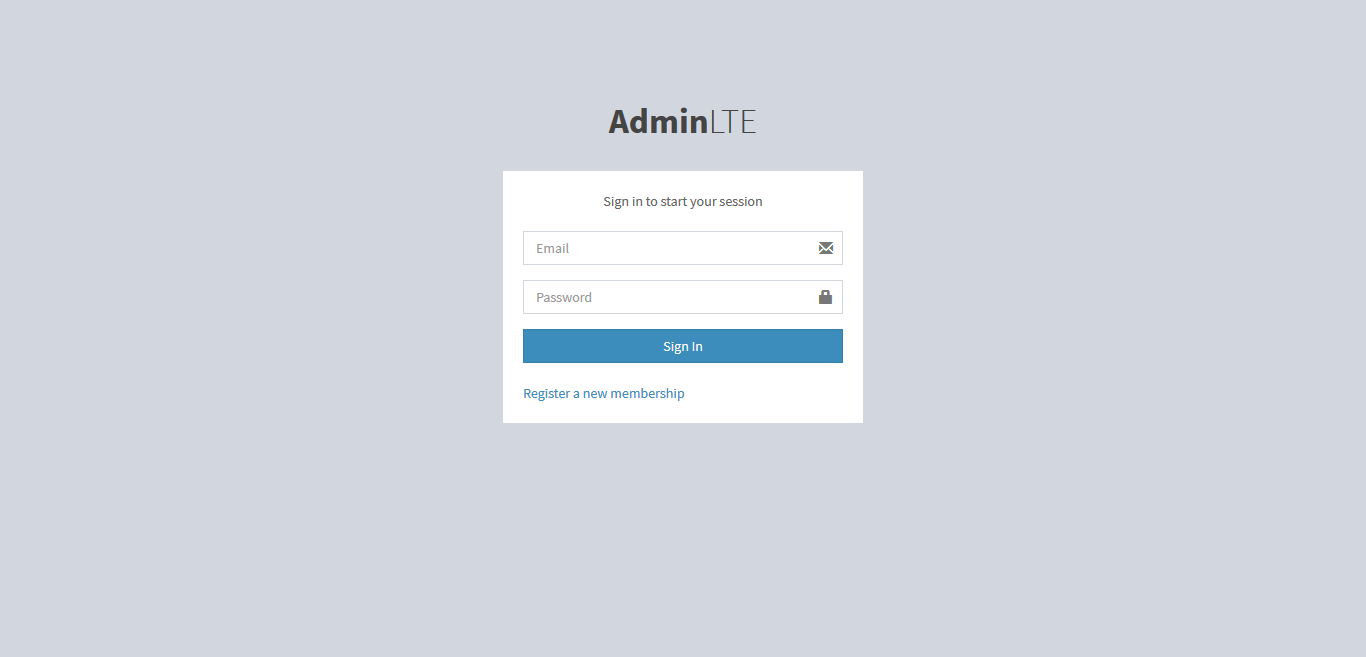 AdminLTE
Sign in to start your session
Email
Password
Sign In
Register a new membership